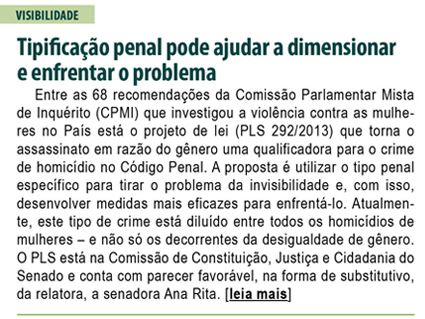 VISIBILIDADE
Tipificação penal pode ajudar a dimensionar
e enfrentar o problema
Entre as 68 recomendações da Comissão Parlamentar Mista
de Inquérito (CPMI) que investigou a violência contra as mulhe-
res no País está o projeto de lei (PLS 292/2013) que torna o
assassinato em razão do gênero uma qualificadora para o crime
de homicídio no Código Penal. A proposta é utilizar o tipo penal
específico para tirar o problema da invisibilidade e, com isso,
desenvolver medidas mais eficazes para enfrentá-lo. Atualmen-
te, este tipo de crime está diluído entre todos os homicídios de
mulheres – e não só os decorrentes da desigualdade de gênero.
O PLS está na Comissão de Constituição, Justiça e Cidadania do
Senado e conta com parecer favorável, na forma de substitutivo,
da relatora, a senadora Ana Rita. [leia mais]